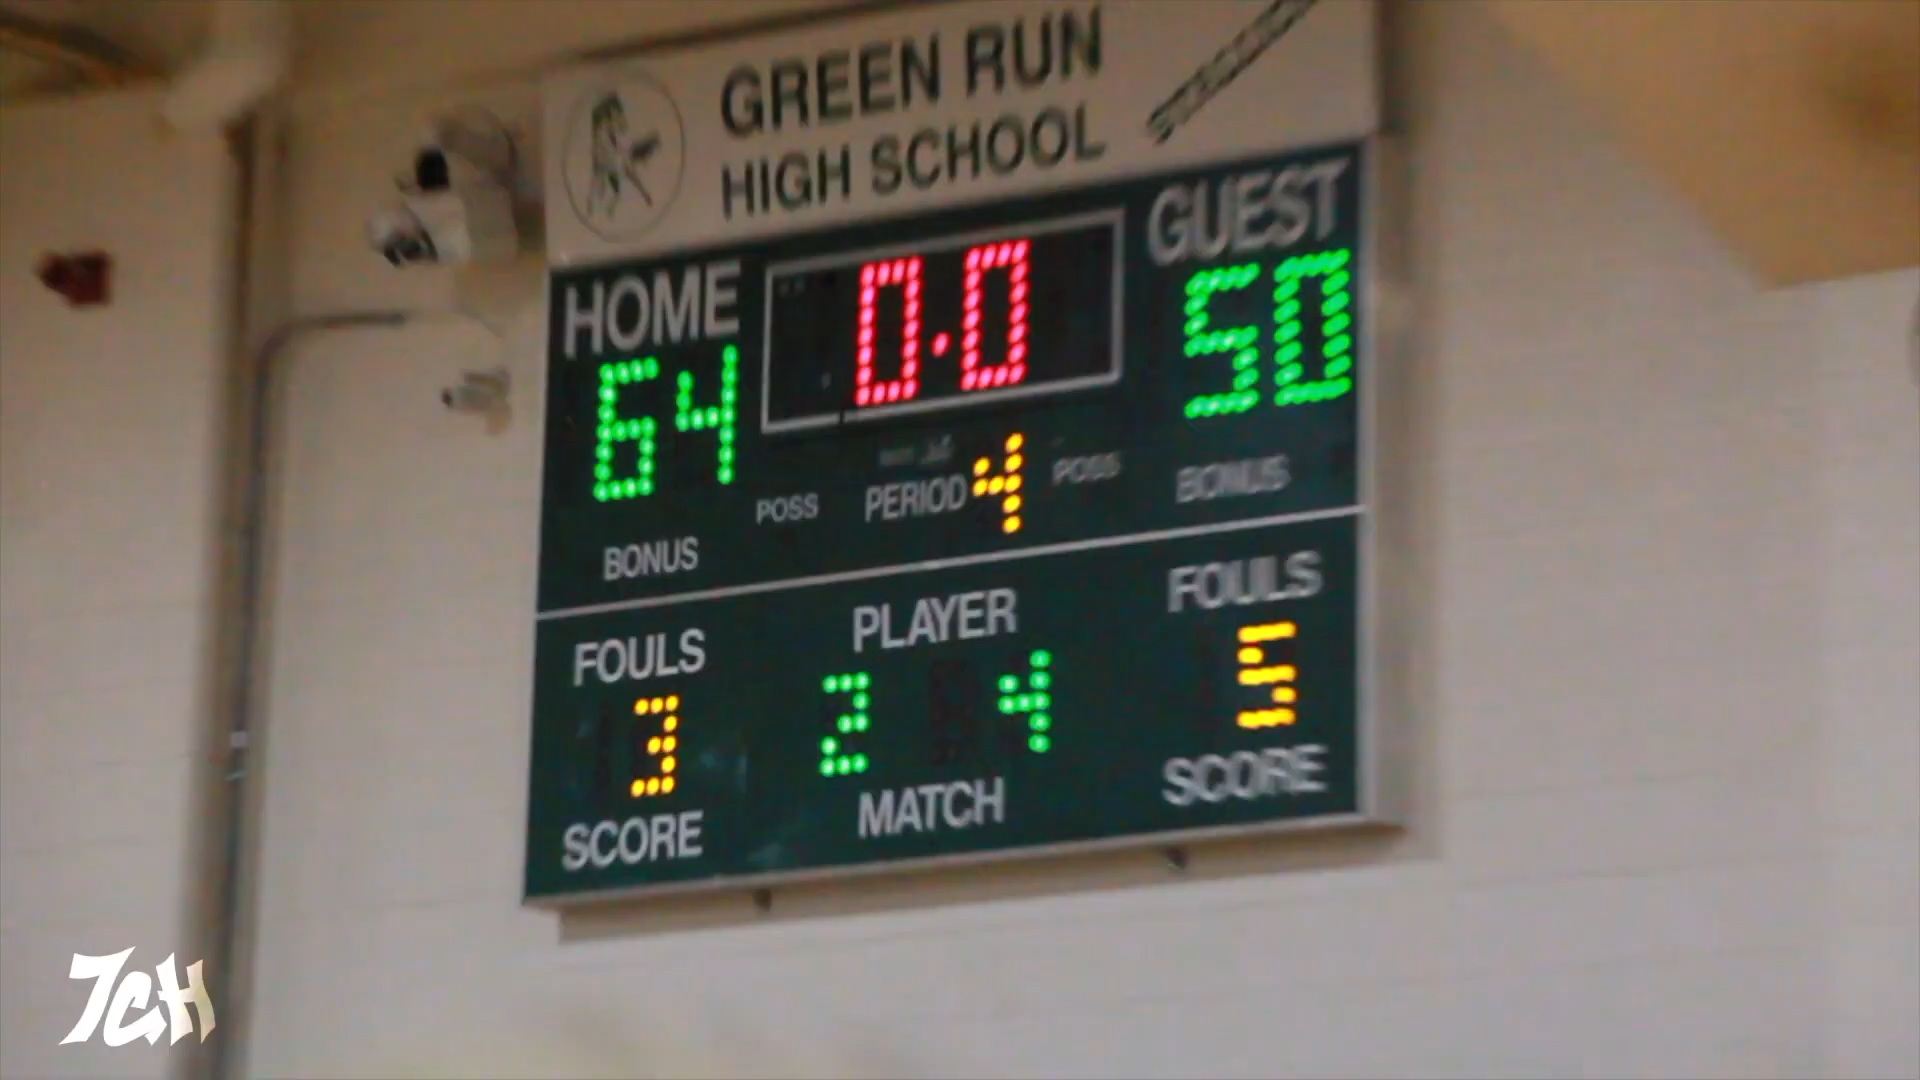 GREEN RUN
HIGH SCHOOL
HOME 0.0 GUEST
64 50
POSS PERIOD 4 POSS
BONUS BONUS
FOULS PLAYER FOULS
3 2 4 5
SCORE MATCH SCORE
7CH